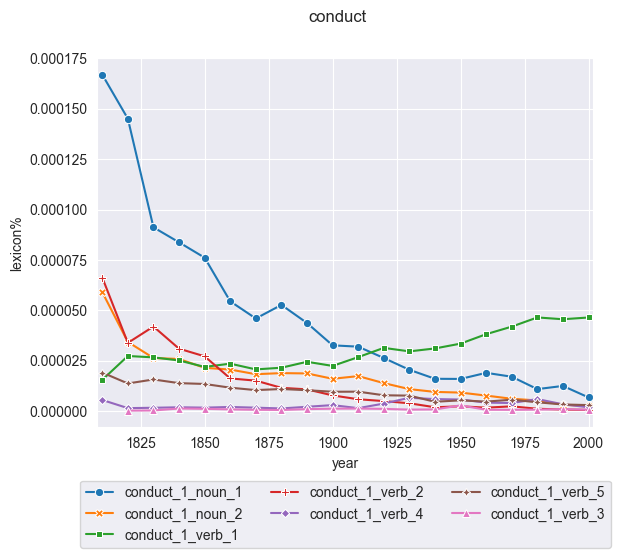 conduct
0.000175
0.000150
0.000125
0.000100
0.000075
0.000050
0.000025
0.000000
lexicon%
1825 1850 1875 1900 1925 1950 1975 2000
year
conduct_1_noun_1 conduct_1_verb_2 conduct_1_verb_5
conduct_1_noun_2 conduct_1_verb_4 conduct_1_verb_3
conduct_1_verb_1